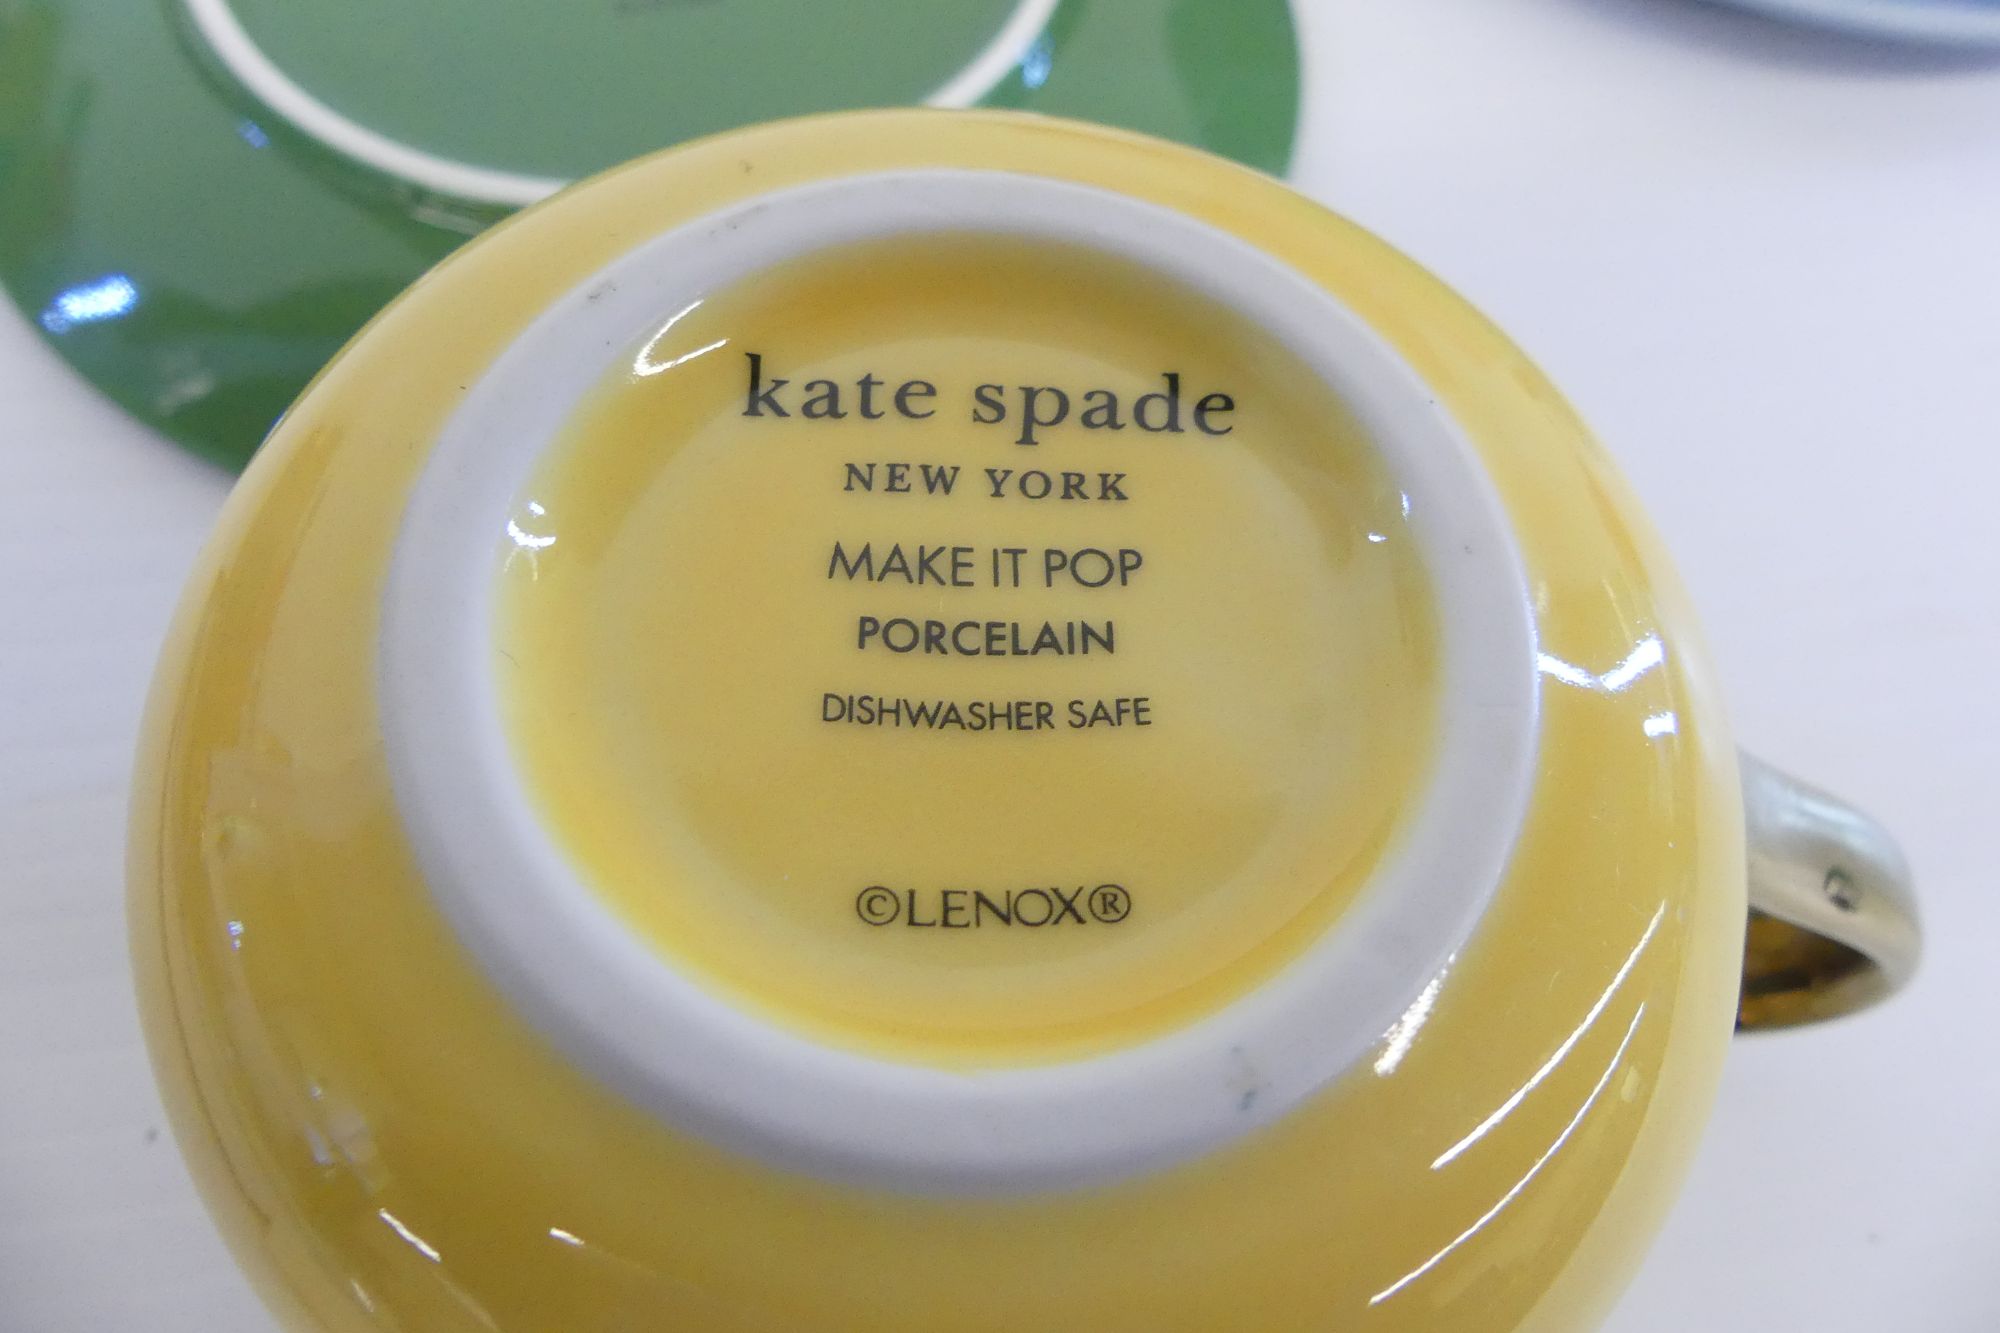 kate spade
NEW YORK
MAKE IT POP
PORCELAIN
DISHWASHER SAFE
©LENOX®